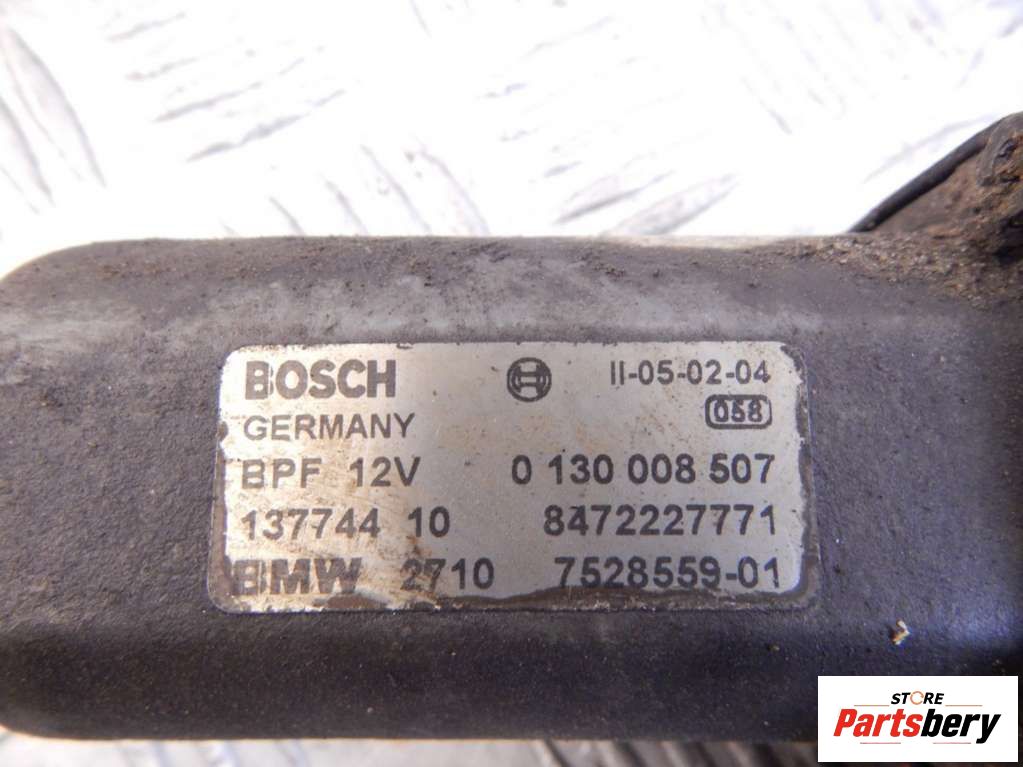 BOSCH II-05-02-04
GERMANY 058
BPF 12V 0 130 008 507
137744 10 8472227771
BMW 2710 7528559-01
STORE
Partsbery